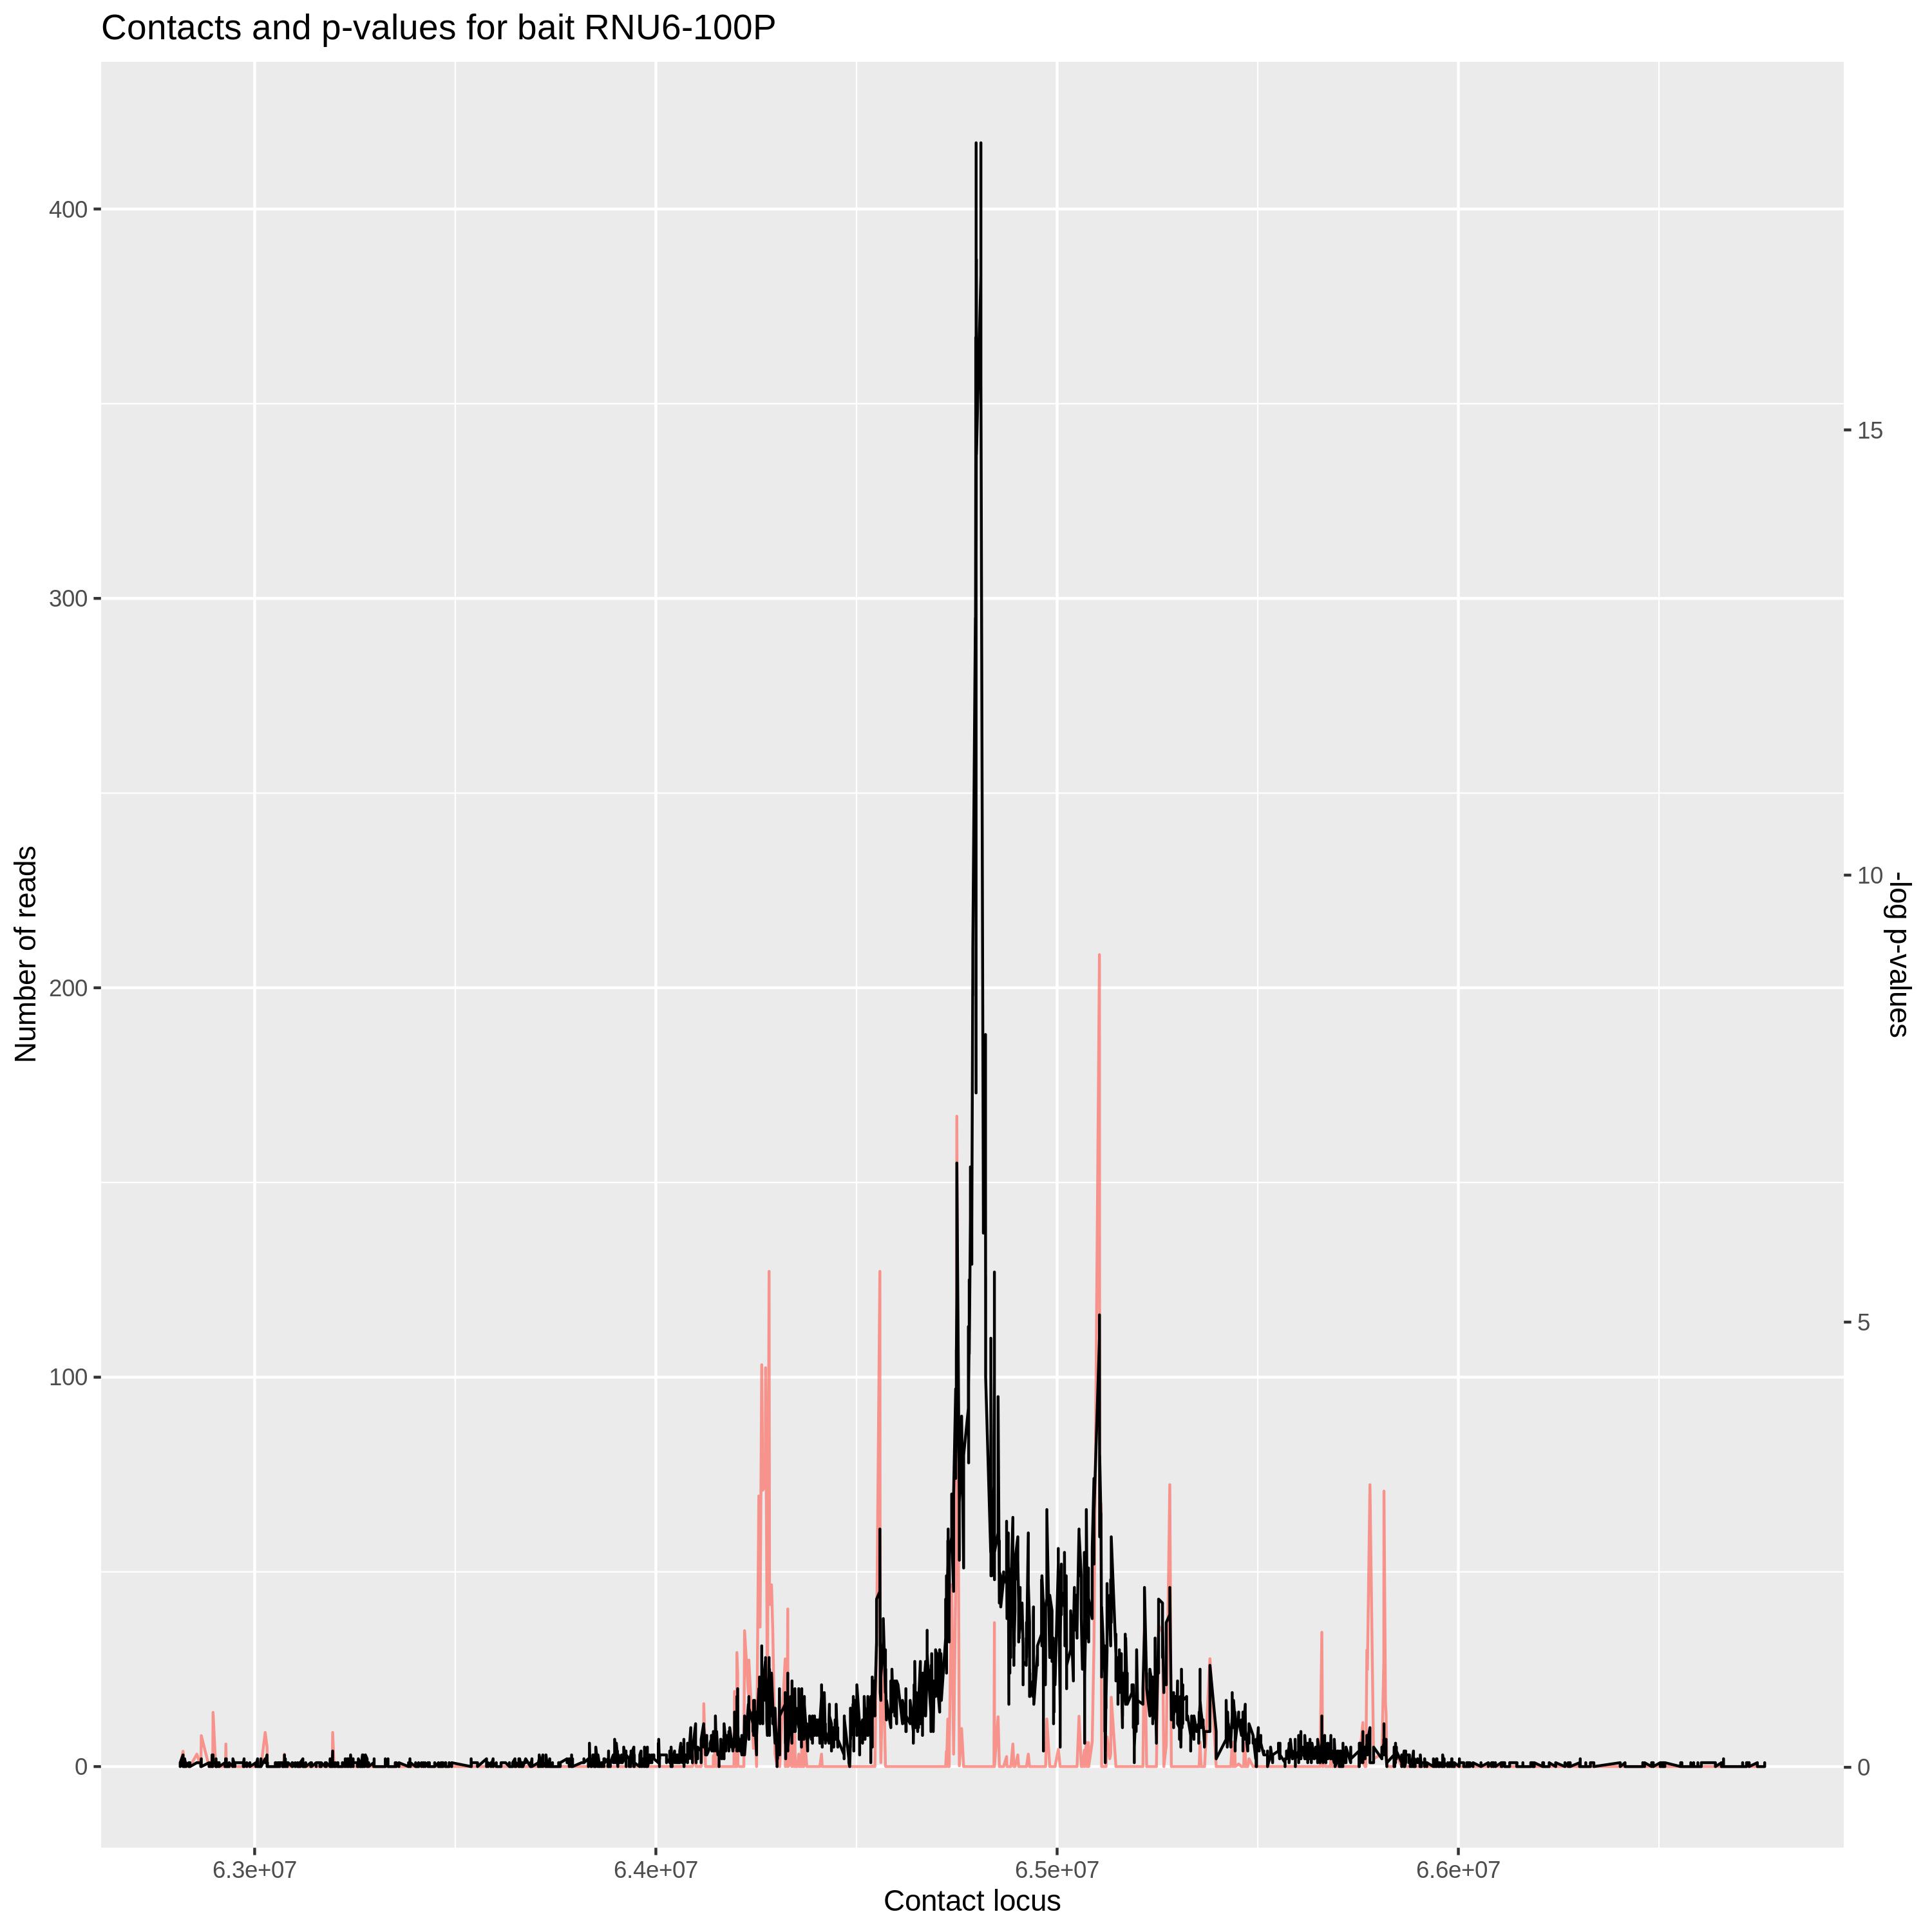 Contacts and p-values for bait RNU6-100P
400
300
200
100
0
Number of reads
15
10
5
0
-log p-values
6.3e+07
6.4e+07
6.5e+07
6.6e+07
Contact locus